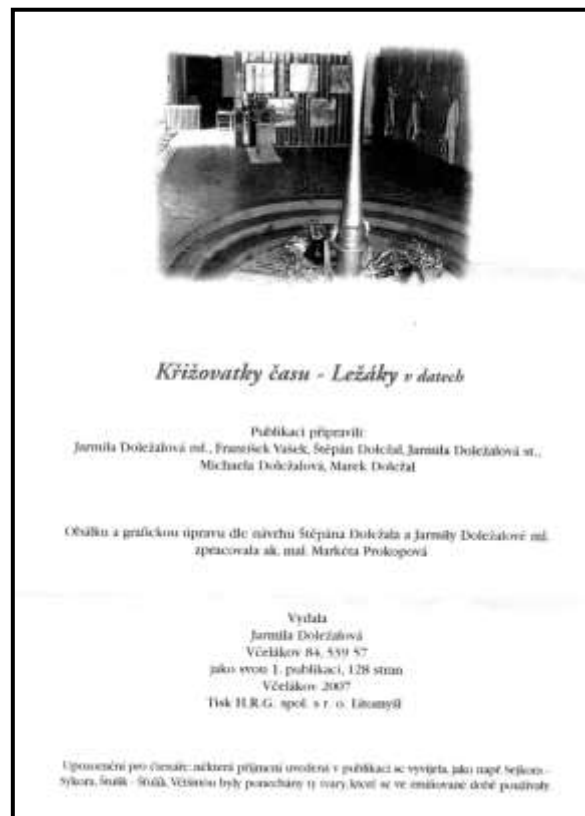 Křižovatky času - Ležáky v datech
Publikaci připravili:
Jarmila Doležalová ml., František Vašek, Štěpán Doležal, Jarmila Doležalová st.,
Michaela Doležalová, Marek Doležal
Obálku a grafickou úpravu dle návrhu Štěpána Doležala a Jarmily Doležalové ml.
zpracovala ak. mal. Markéta Prokopová
Vydala
Jarmila Doležalová
Včelákov 84, 539 57
jako svou 1. publikaci, 128 stran
Včelákov 2007
Tisk H.R.G. spol. s r. o. Litomyšl
Upozornění pro čtenáře: některá příjmení uvedená v publikaci se vyvíjela, jako např. Sejkora -
Sýkora, Štulík - Štulík. Většinou byly ponechány ty tvary, které se ve zmiňované době používaly.